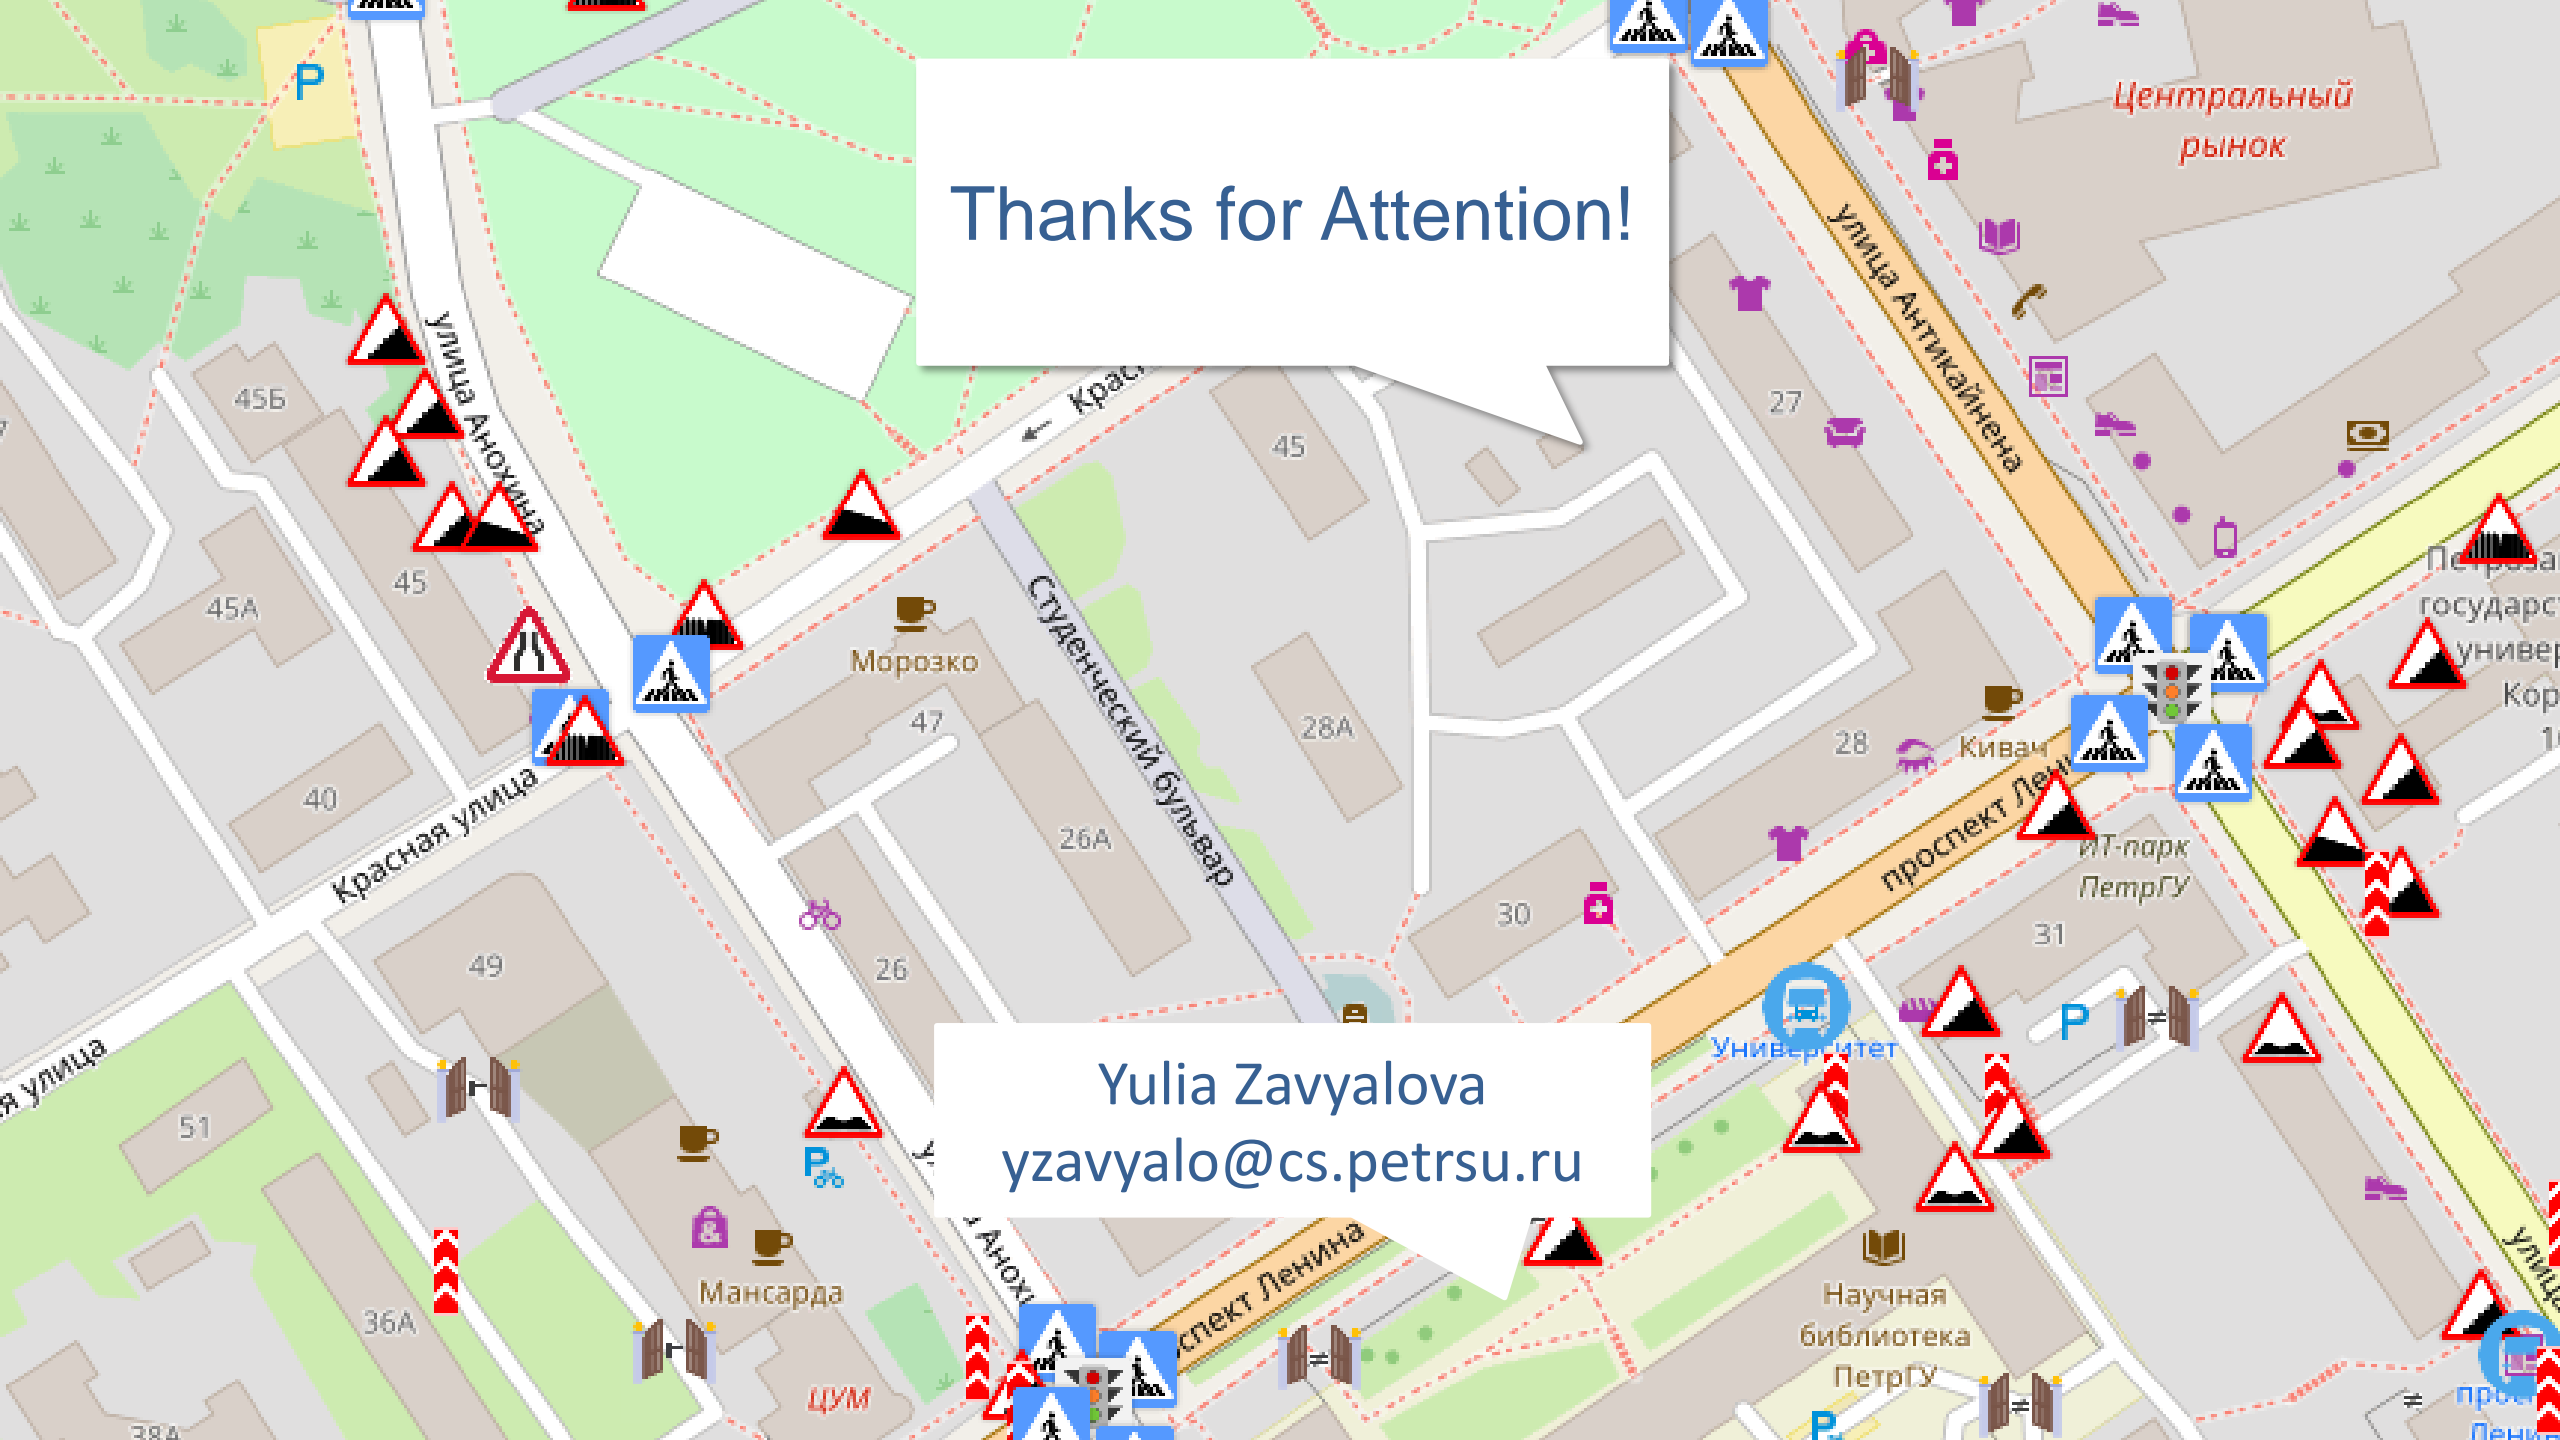 Thanks for Attention!
Yulia Zavyalova
yzavyalo@cs.petrsu.ru
P
Центральный
рынок
улица Антикайнена
улица Анохина
45Б
45
45А
27
45
Студенческий бульвар
Морозко
47
28А
28
Кивач
проспект
40
Красная улица
26А
ИТ-парк
ПетрГУ
30
31
49
26
P
Университет
улица
51
P
&
Мансарда
36А
Ленина
Научная
библиотека
ПетрГУ
ЦУМ
38А
P